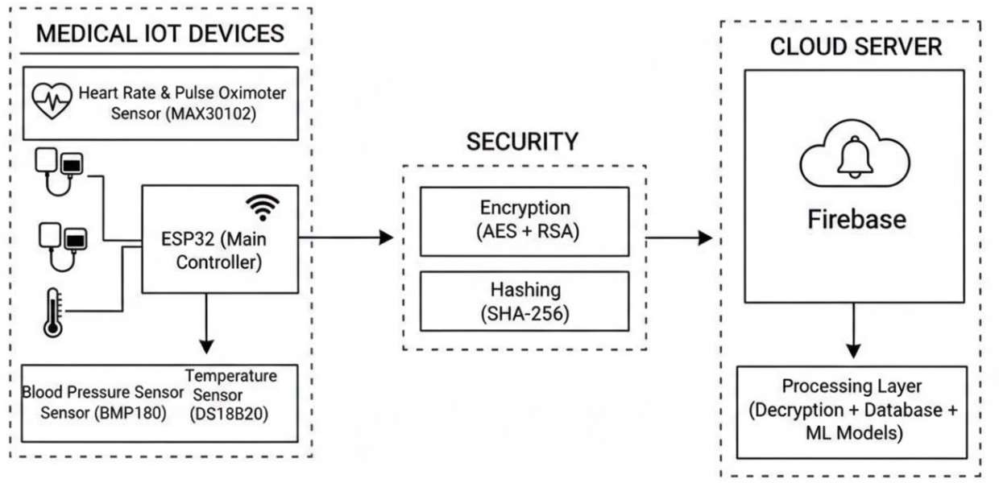 MEDICAL IOT DEVICES
Heart Rate & Pulse Oximoter
Sensor (MAX30102)
ESP32 (Main
Controller)
Blood Pressure Sensor
Sensor (BMP180)
Temperature
Sensor
(DS18B20)
SECURITY
Encryption
(AES + RSA)
Hashing
(SHA-256)
CLOUD SERVER
Firebase
Processing Layer
(Decryption + Database +
ML Models)